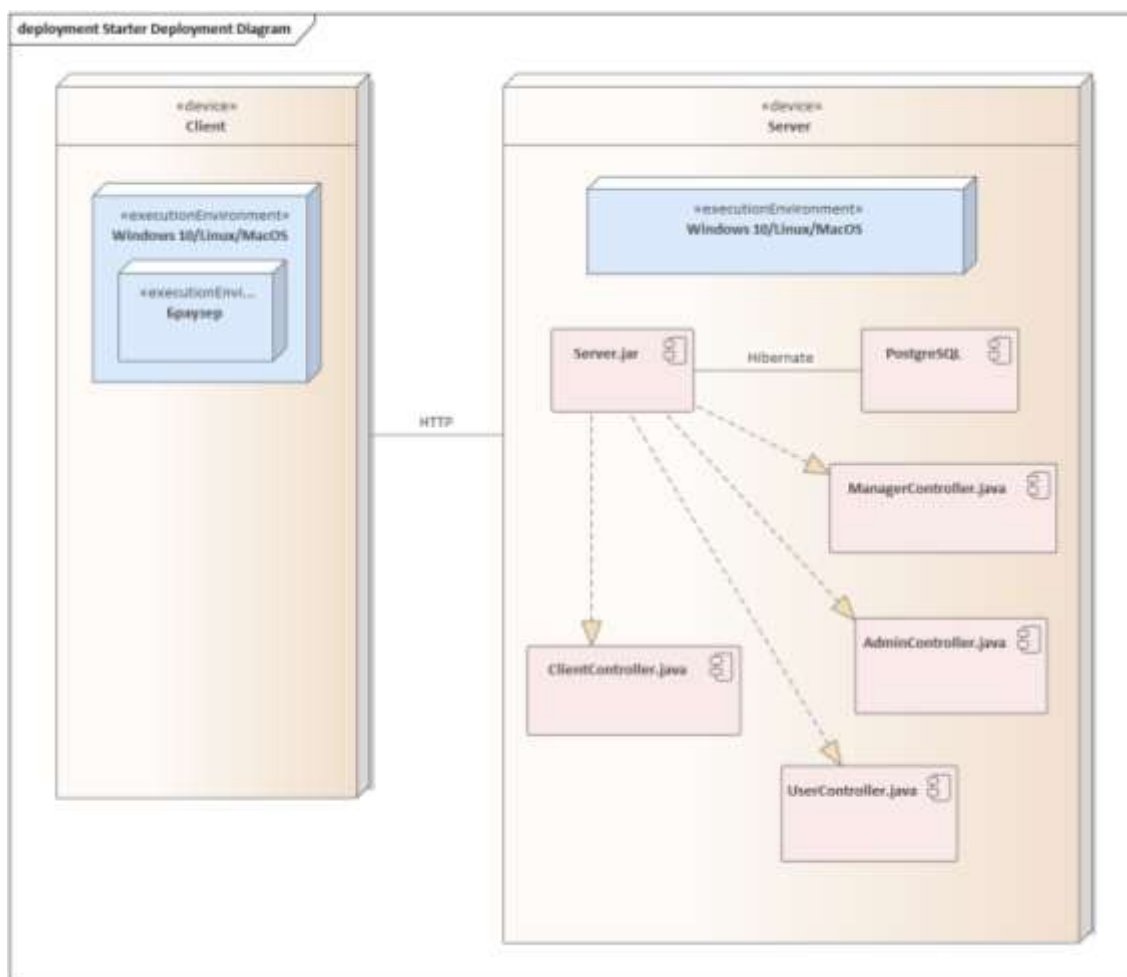 deployment Starter Deployment Diagram
«device»
Client
«executionEnvironment»
Windows 10/Linux/MacOS
«executionEnvi...
Браузер
HTTP
«device»
Server
«executionEnvironment»
Windows 10/Linux/MacOS
Server.jar
Hibernate
PostgreSQL
ManagerController.java
AdminController.java
ClientController.java
UserController.java